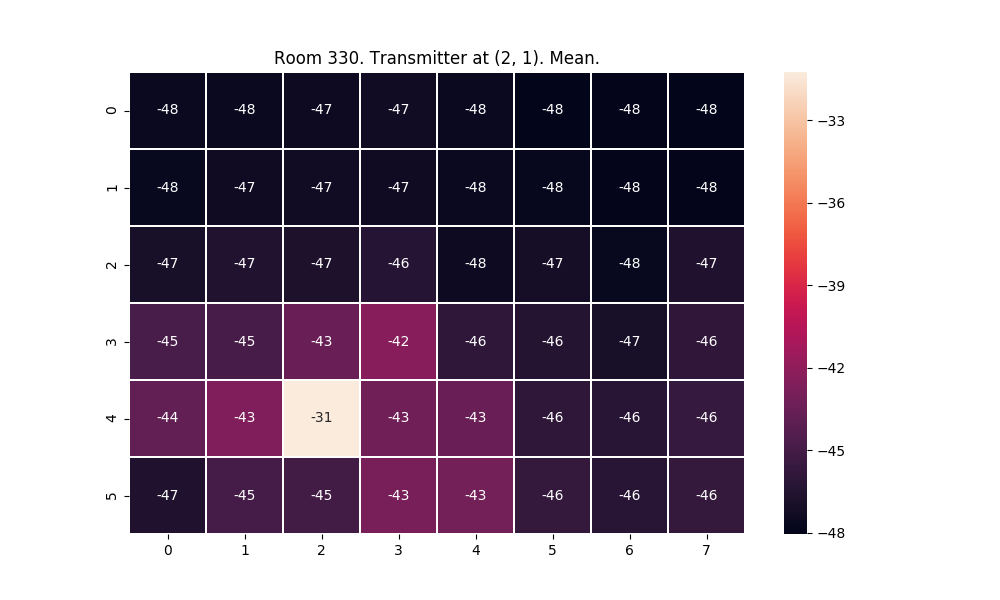 Room 330. Transmitter at (2, 1). Mean.
0 -48 -48 -47 -47 -48 -48 -48 -48
1 -48 -47 -47 -47 -48 -48 -48 -48
2 -47 -47 -47 -46 -48 -47 -48 -47
3 -45 -45 -43 -42 -46 -46 -47 -46
4 -44 -43 -31 -43 -43 -46 -46 -46
5 -47 -45 -45 -43 -43 -46 -46 -46
0 1 2 3 4 5 6 7
−33
−36
−39
−42
−45
−48